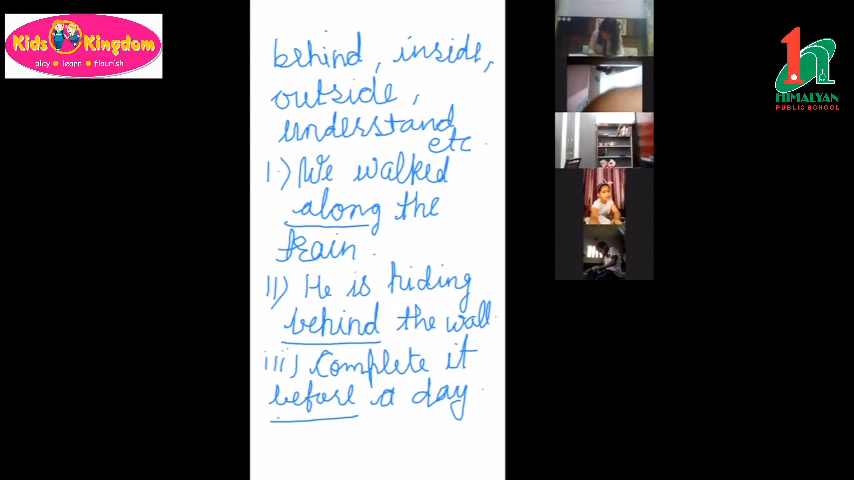 Kids Kingdom
play • learn • flourish
behind, inside,
outside,
understand
etc.
i.) We walked
along the
train.
ii) He is hiding
behind the wall.
iii) Complete it
before a day.
HIMALYAN
PUBLIC SCHOOL